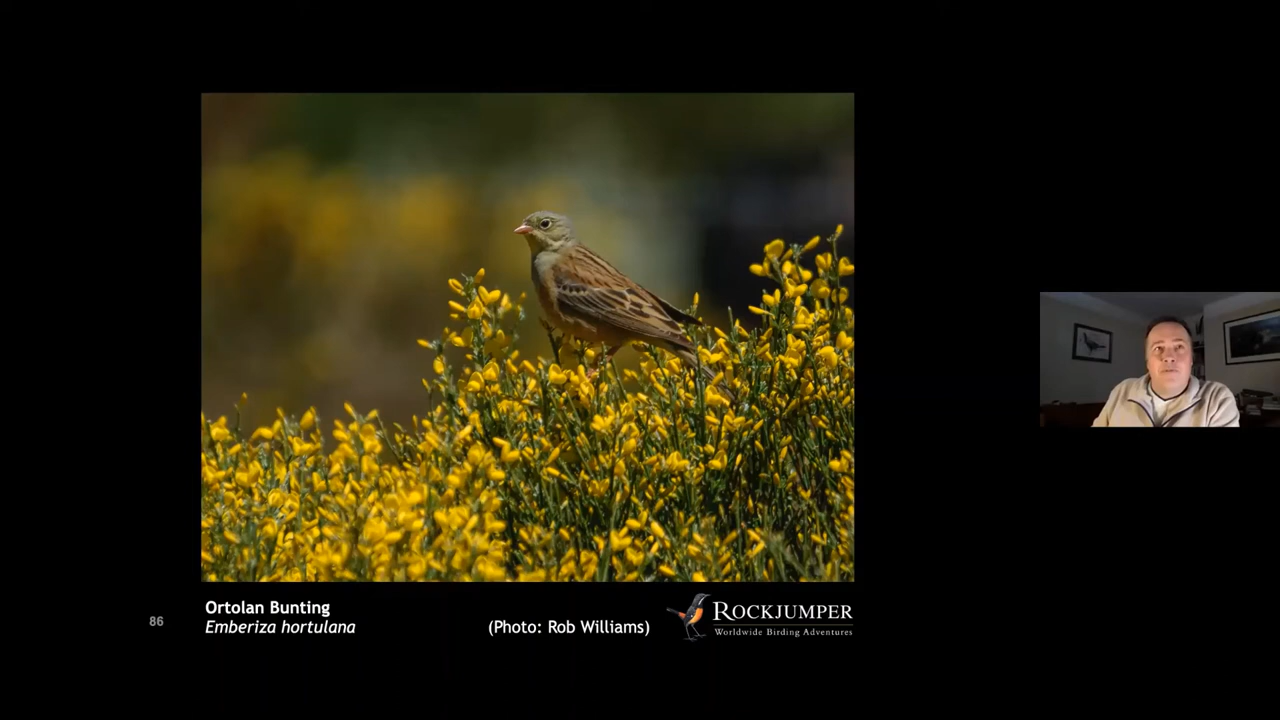 86
Ortolan Bunting
Emberiza hortulana
(Photo: Rob Williams)
ROCKJUMPER
Worldwide Birding Adventures